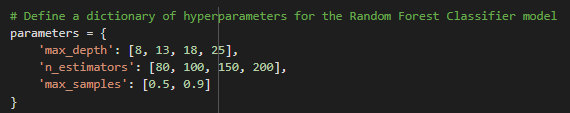 # Define a dictionary of hyperparameters for the Random Forest Classifier model
parameters = {
    'max_depth': [8, 13, 18, 25],
    'n_estimators': [80, 100, 150, 200],
    'max_samples': [0.5, 0.9]
}